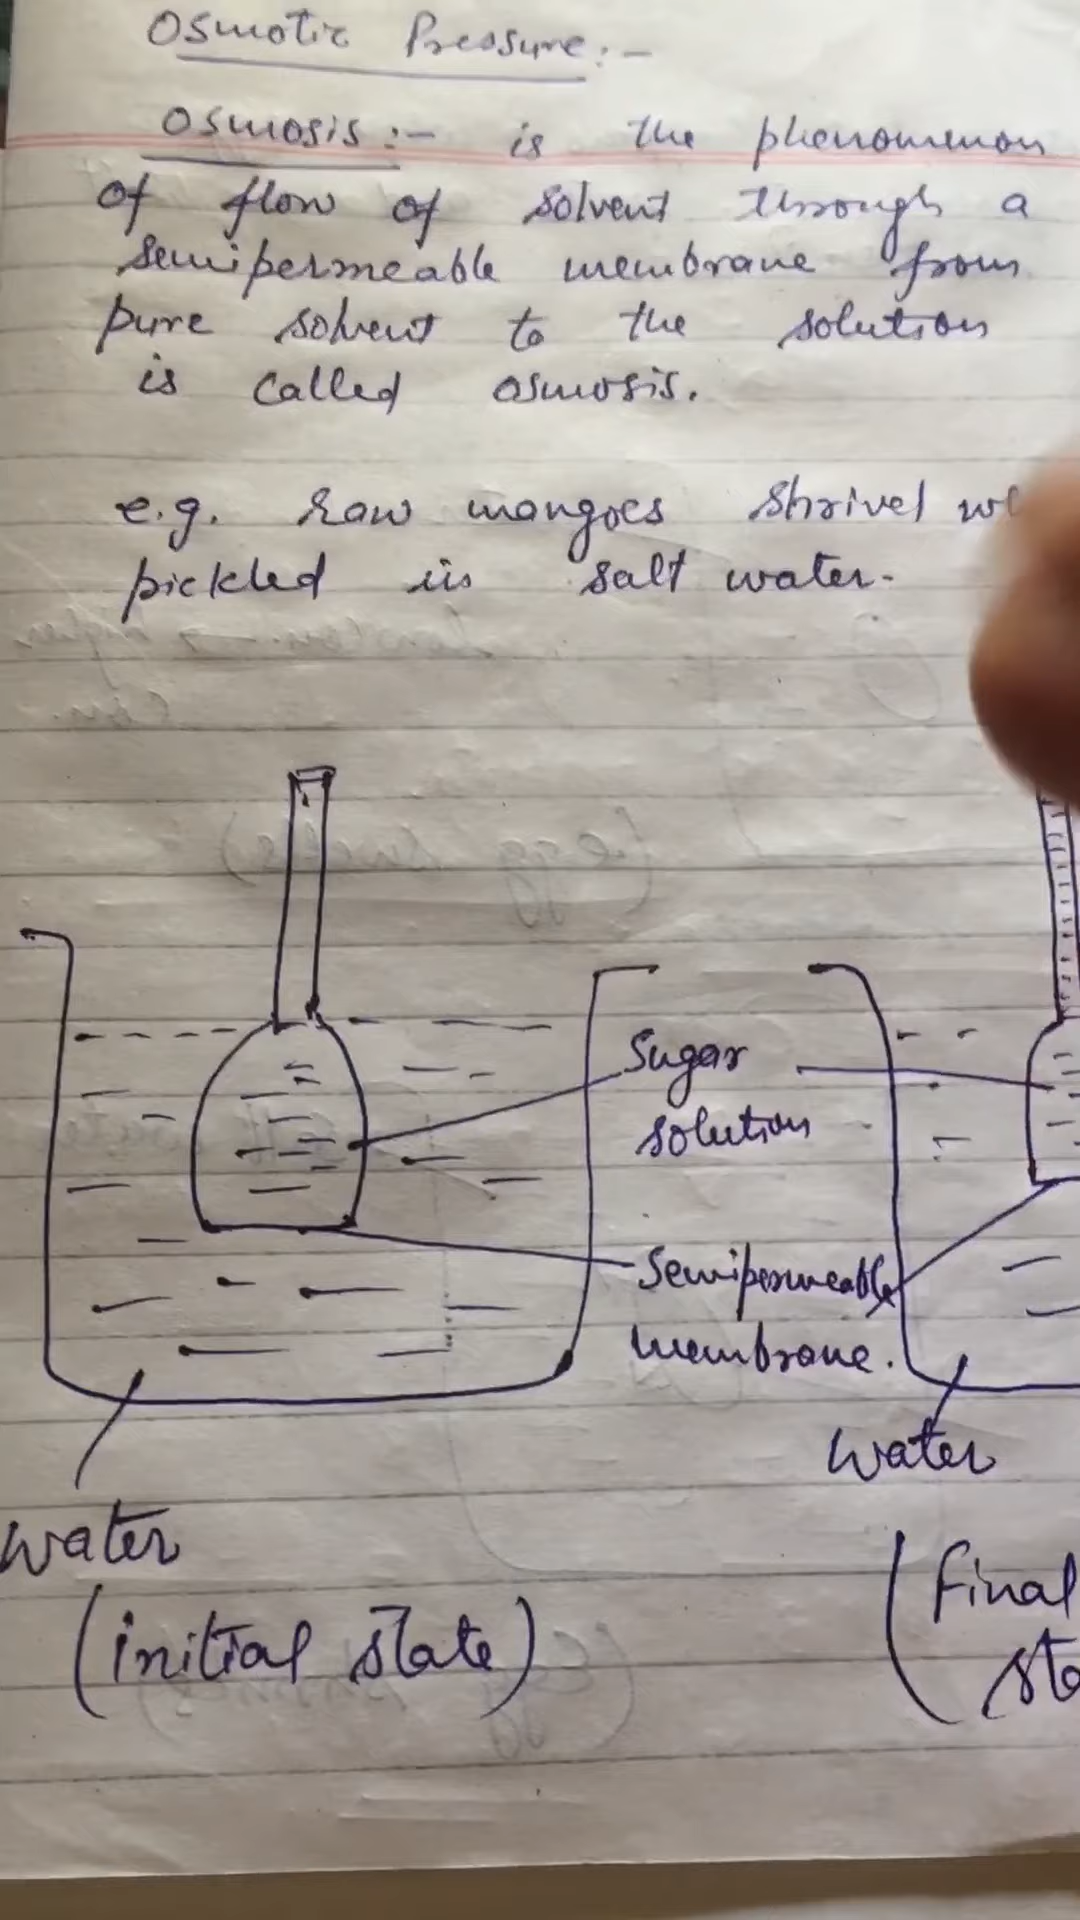 Osmotic Pressure:-
Osmosis:- is the phenomenon
of flow of solvent through a
semipermeable membrane from
pure solvent to the solution
is called osmosis.
e.g. Raw mangoes shrivel
pickled in salt water.
Sugar
solution
Semipermeable
membrane.
water
water
(initial state)
(final